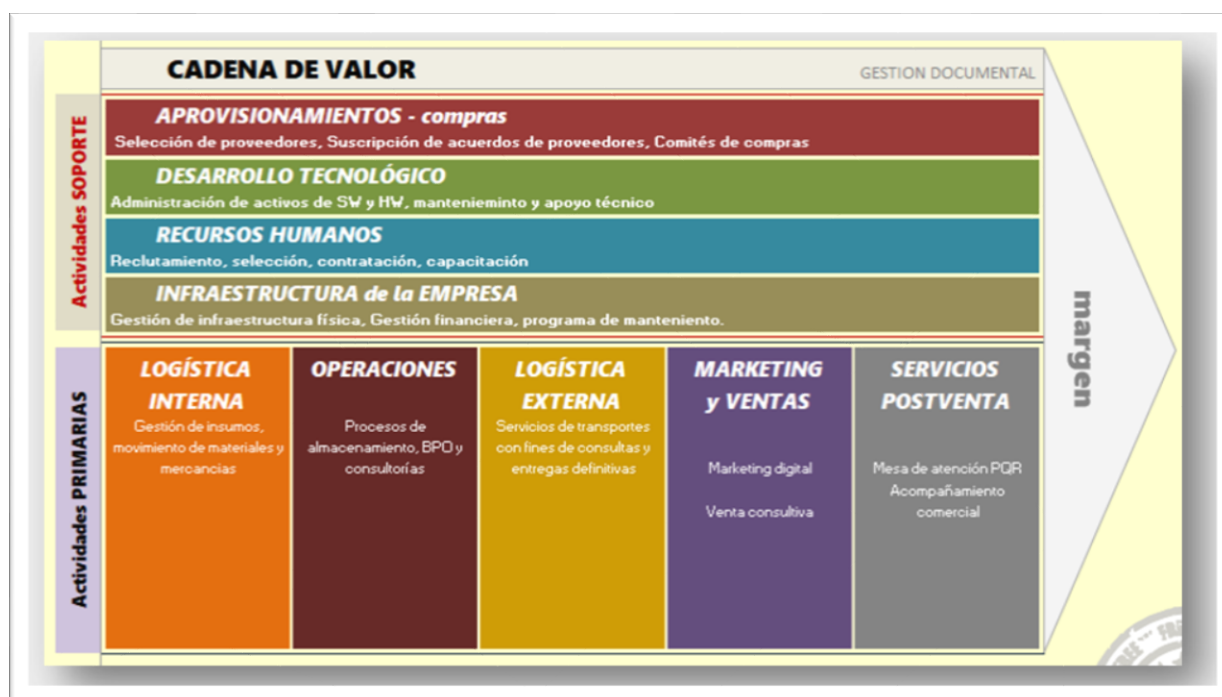 CADENA DE VALOR
GESTION DOCUMENTAL
Actividades SOPORTE
APROVISIONAMIENTOS - compras
Selección de proveedores, Suscripción de acuerdos de proveedores, Comités de compras
DESARROLLO TECNOLÓGICO
Administración de activos de SW y HW, mantenieminto y apoyo técnico
RECURSOS HUMANOS
Reclutamiento, selección, contratación, capacitación
INFRAESTRUCTURA de la EMPRESA
Gestión de infraestructura física, Gestión financiera, programa de manteniento.
Actividades PRIMARIAS
LOGÍSTICA
INTERNA
Gestión de insumos,
movimiento de materiales y
mercancias
OPERACIONES
Procesos de
almacenamiento, BPO y
consultorías
LOGÍSTICA
EXTERNA
Servicios de transportes
con fines de consultas y
entregas definitivas
MARKETING
y VENTAS
Marketing digital
Venta consultiva
SERVICIOS
POSTVENTA
Mesa de atención PQR
Acompañamiento
comercial
margen